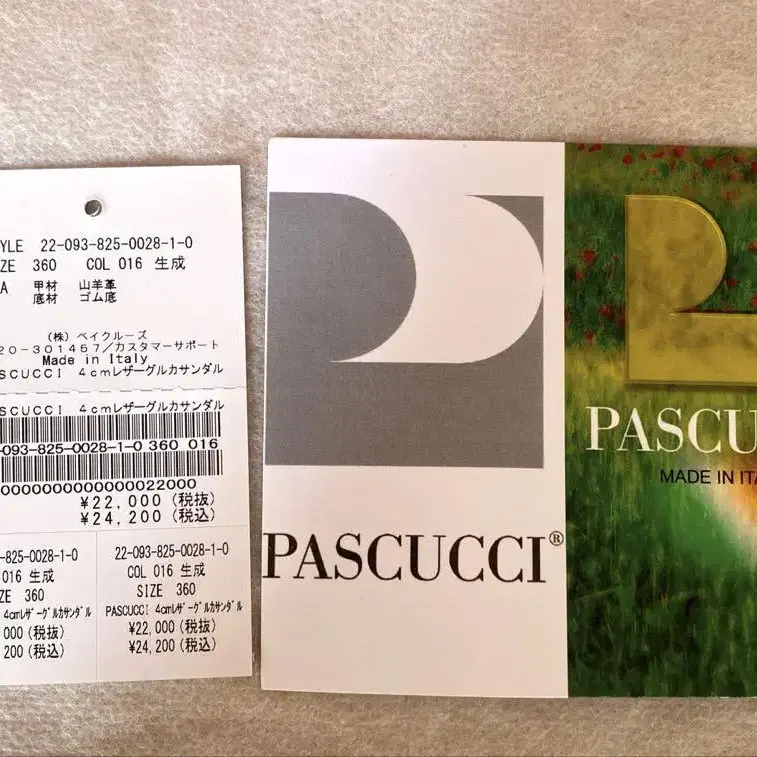 YLE 22-093-825-0028-1-0
ZE 360 COL 016 生成
A 甲材 山羊革
底材 ゴム底
(株) ベイクルーズ
20-301457/カスタマーサポート
Made in Italy
SCUCCI 4cmレザーグルカサンダル
SCUCCI 4cmレザーグルカサンダル
-093-825-0028-1-0 360 016
0000000000000000022000
¥22,000 (税抜)
¥24,200 (税込)
-825-0028-1-0
016 生成
ZE 360
4cmレザーグルカサンダル
000 (税抜)
200 (税込)
22-093-825-0028-1-0
COL 016 生成
SIZE 360
PASCUCCI 4cmレザーグルカサンダル
¥22,000 (税抜)
¥24,200 (税込)
PASCUCCI®
PASCU
MADE IN ITA